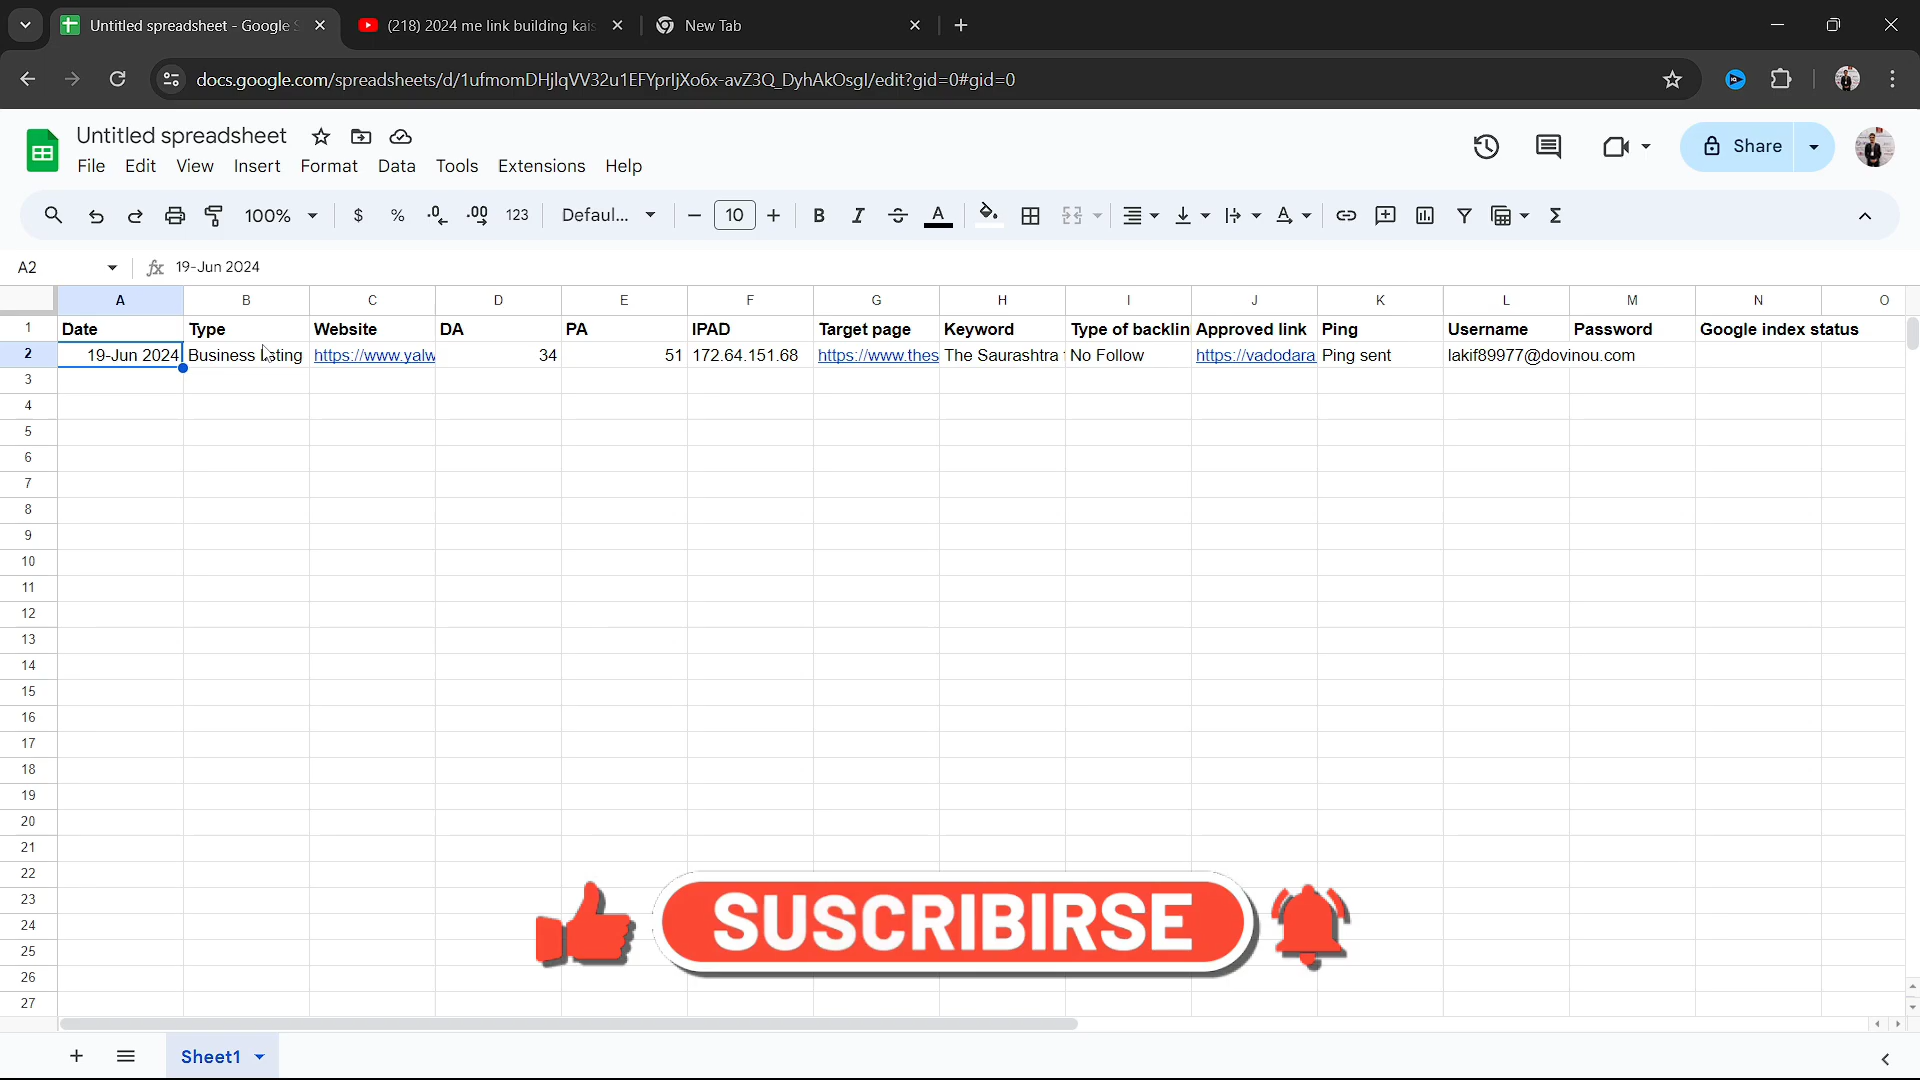 Untitled spreadsheet - Google S
(218) 2024 me link building kais
New Tab
docs.google.com/spreadsheets/d/1ufmomDHjlqVV32u1EFYprljXo6x-avZ3Q_DyhAkOsgI/edit?gid=0#gid=0
Untitled spreadsheet
File Edit View Insert Format Data Tools Extensions Help
Share
100% $ % .0 .00 123 Defaul... 10 B I A
A2 fx 19-Jun 2024
A B C D E F G H I J K L M N O
1 Date Type Website DA PA IPAD Target page Keyword Type of backlin Approved link Ping Username Password Google index status
2 19-Jun 2024 Business listing https://www.yalw 34 51 172.64.151.68 https://www.thes The Saurashtra No Follow https://vadodara Ping sent lakif89977@dovinou.com
3
4
5
6
7
8
9
10
11
12
13
14
15
16
17
18
19
20
21
22
23
24
25
26
27
SUSCRIBIRSE
Sheet1